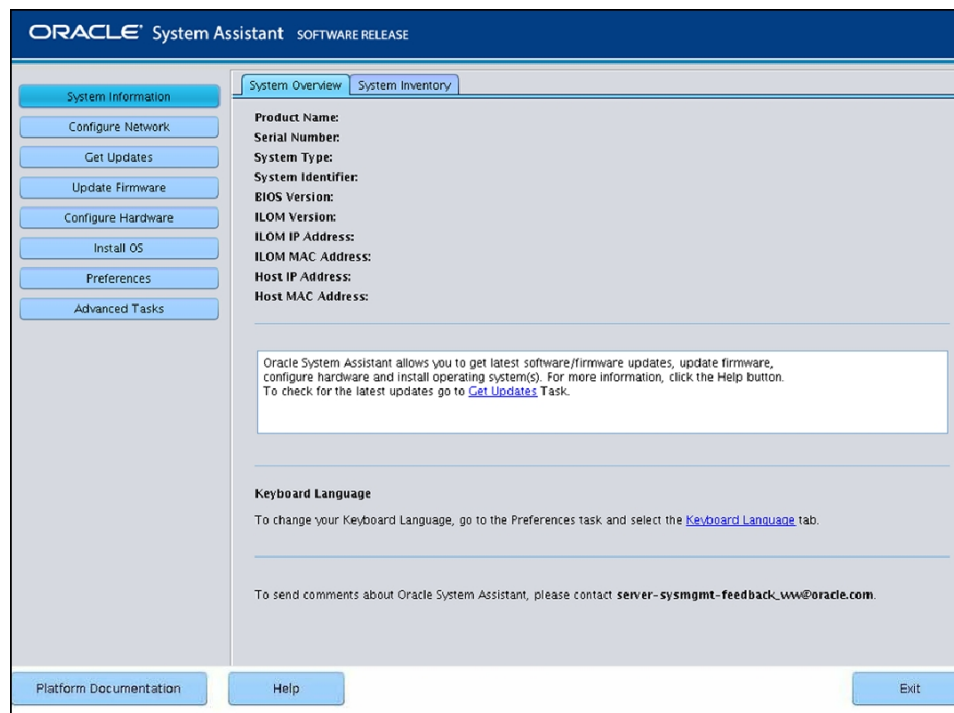 ORACLE® System Assistant SOFTWARE RELEASE
System Information
Configure Network
Get Updates
Update Firmware
Configure Hardware
Install OS
Preferences
Advanced Tasks
System Overview
System Inventory
Product Name:
Serial Number:
System Type:
System Identifier:
BIOS Version:
ILOM Version:
ILOM IP Address:
ILOM MAC Address:
Host IP Address:
Host MAC Address:
Oracle System Assistant allows you to get latest software/firmware updates, update firmware,
configure hardware and install operating system(s). For more information, click the Help button.
To check for the latest updates go to Get Updates Task.
Keyboard Language
To change your Keyboard Language, go to the Preferences task and select the Keyboard Language tab.
To send comments about Oracle System Assistant, please contact server-sysmgmt-feedback_ww@oracle.com.
Platform Documentation
Help
Exit